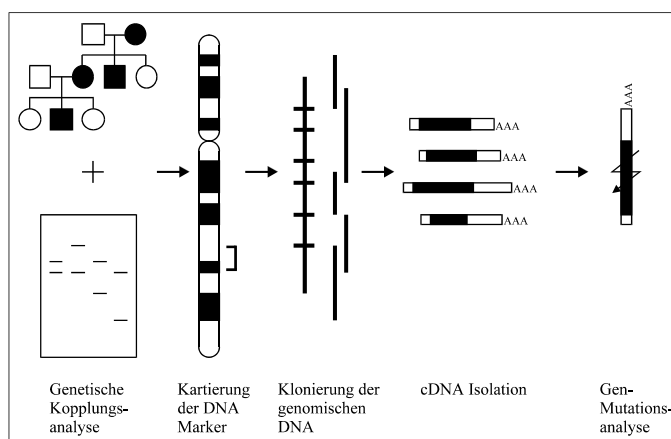 AAA
AAA
AAA
AAA
AAA
Genetische
Kopplungs-
analyse
Kartierung
der DNA
Marker
Klonierung der
genomischen
DNA
cDNA Isolation
Gen-
Mutations-
analyse